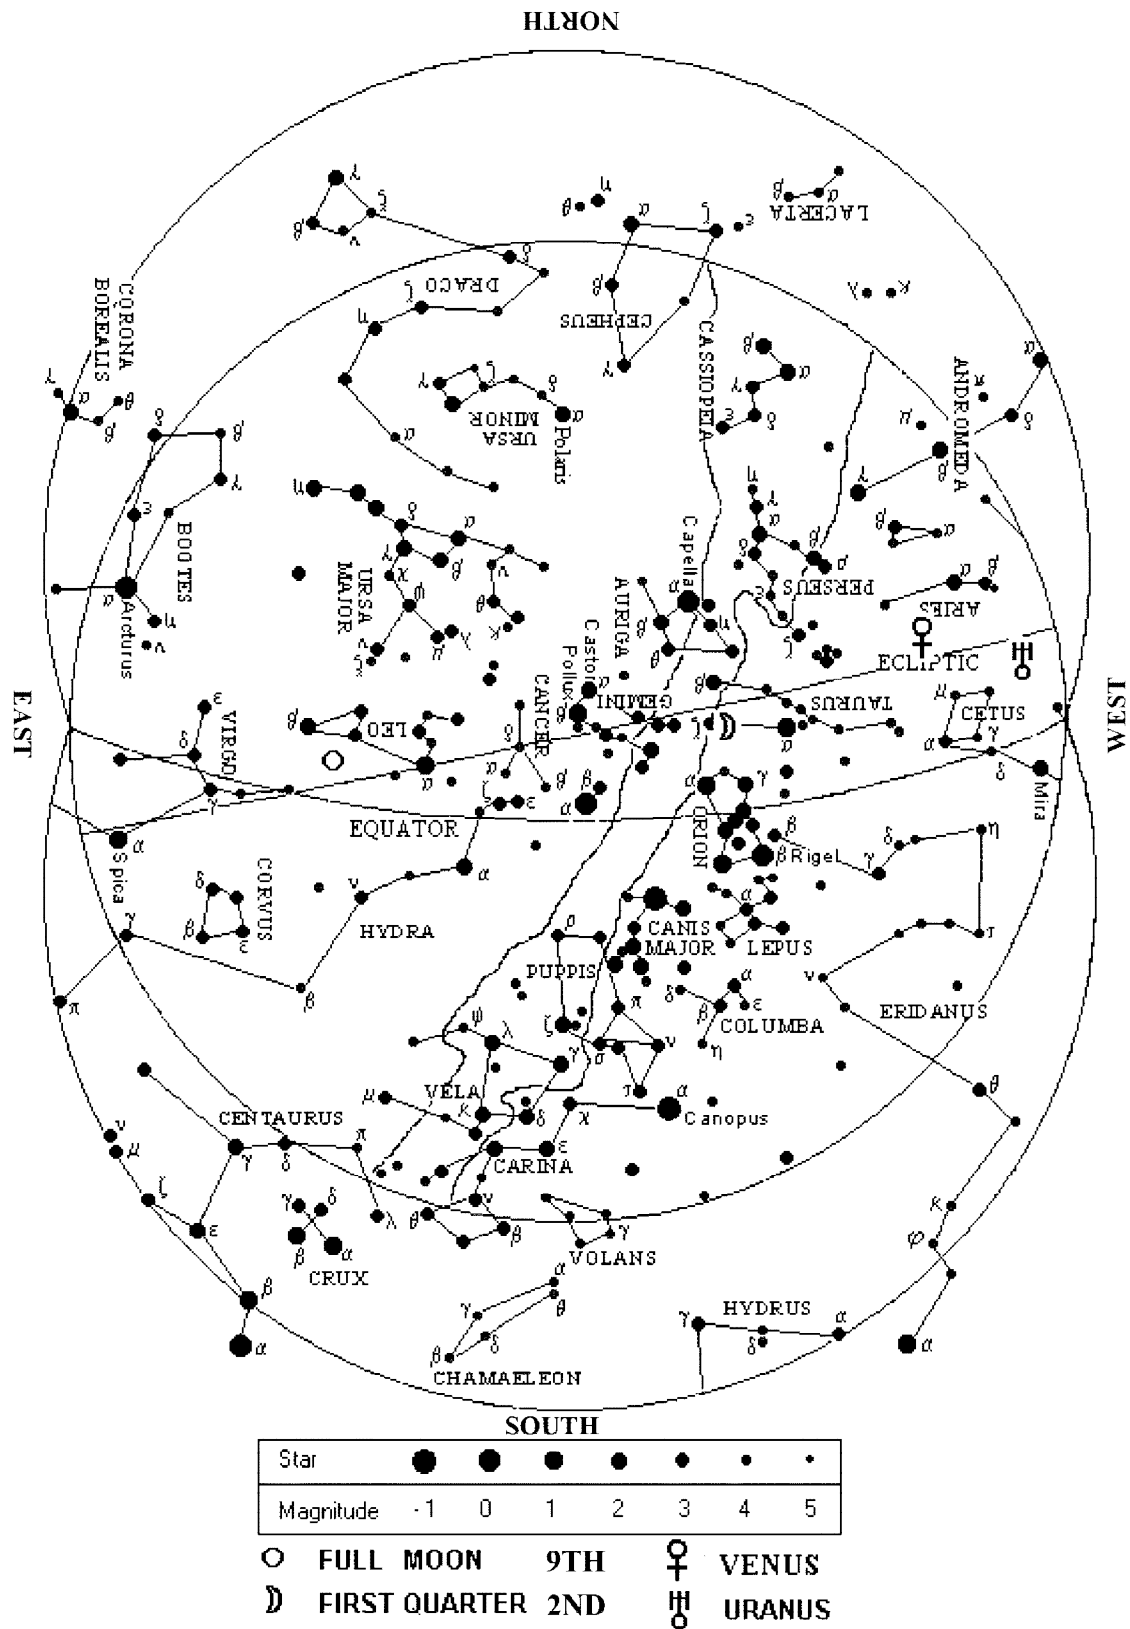 NORTH
γ
ξ
β
ν
θ
η
α
ζ
ε
β
α
LACERTA
δ
DRACO
ζ
η
β
CEPHEUS
γ
λ
κ
CORONA
BOREALIS
γ
α
θ
β
δ
β
γ
ε
BOOTES
α
Arcturus
η
ν
α
γ
ζ
URSA
MINOR
δ
α
Polaris
CASSIOPEIA
β
α
γ
δ
ε
ANDROMEDA
α
π
δ
μ
β
γ
η
δ
α
γ
β
χ
ψ
URSA
MAJOR
ν
ξ
μ
λ
ν
θ
κ
Capella
α
η
β
θ
AURIGA
η
γ
α
δ
β
ρ
ε
PERSEUS
ζ
β
α
α
β
ARIES
ECLIPTIC
EAST
WEST
VIRGO
ε
δ
γ
α
Spica
β
LEO
α
CANCER
δ
α
β
Castor
Pollux
α
β
GEMINI
β
ζ
TAURUS
α
μ
CETUS
α
γ
δ
Mira
EQUATOR
ζ
ε
β
α
α
γ
ORION
β
β
Rigel
δ
η
γ
CORVUS
δ
β
ε
ν
α
HYDRA
γ
π
β
ρ
PUPPIS
CANIS
MAJOR
α
LEPUS
δ
α
β
ε
COLUMBA
η
ν
τ
ERIDANUS
ψ
λ
ζ
γ
σ
π
ν
τ
α
Canopus
μ
VELA
κ
δ
χ
θ
CENTAURUS
ν
μ
γ
δ
π
CARINA
ε
ζ
ε
γ
δ
λ
θ
ν
β
γ
VOLANS
κ
φ
β
α
CRUX
β
α
α
γ
θ
β
δ
CHAMAELEON
γ
HYDRUS
α
δ
α
SOUTH
Star
Magnitude -1 0 1 2 3 4 5
FULL MOON 9TH VENUS
FIRST QUARTER 2ND URANUS